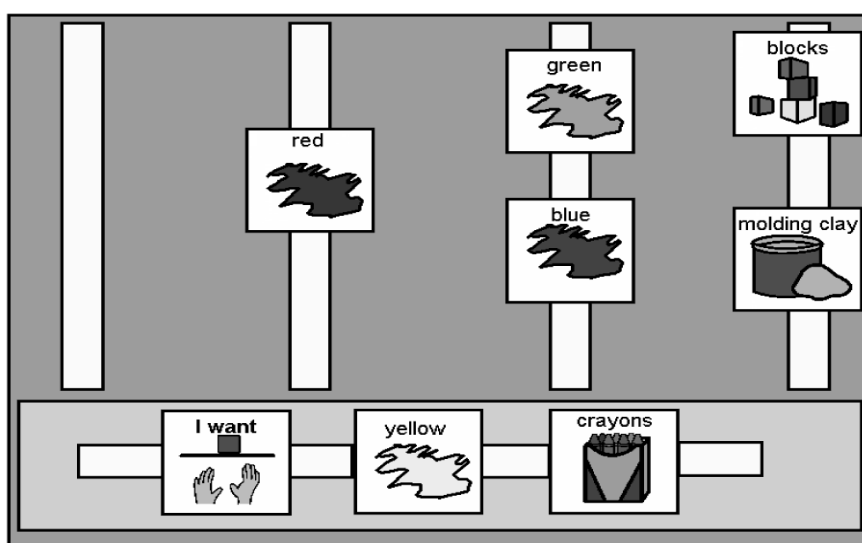 green
blocks
red
blue
molding clay
I want
yellow
crayons